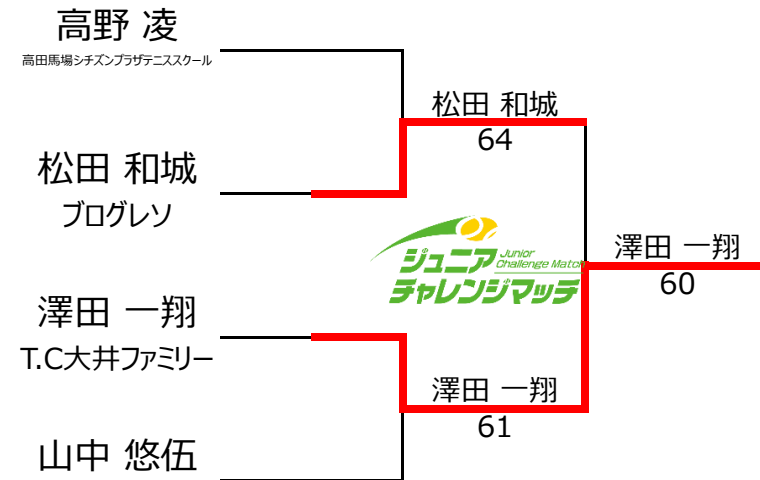 高野 凌
高田馬場シチズンプラザテニススクール
松田 和城
64
松田 和城
ブログレソ
ジュニア
Junior
Challenge Match
チャレンジマッチ
澤田 一翔
60
澤田 一翔
T.C大井ファミリー
澤田 一翔
61
山中 悠伍